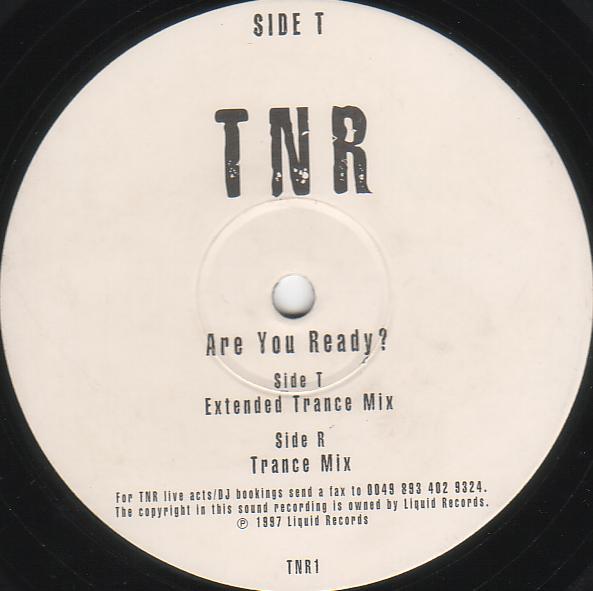 SIDE T
TNR
Are You Ready?
Side T
Extended Trance Mix
Side R
Trance Mix
For TNR live acts/DJ bookings send a fax to 0049 893 402 9324.
The copyright in this sound recording is owned by Liquid Records.
℗ 1997 Liquid Records
TNR1